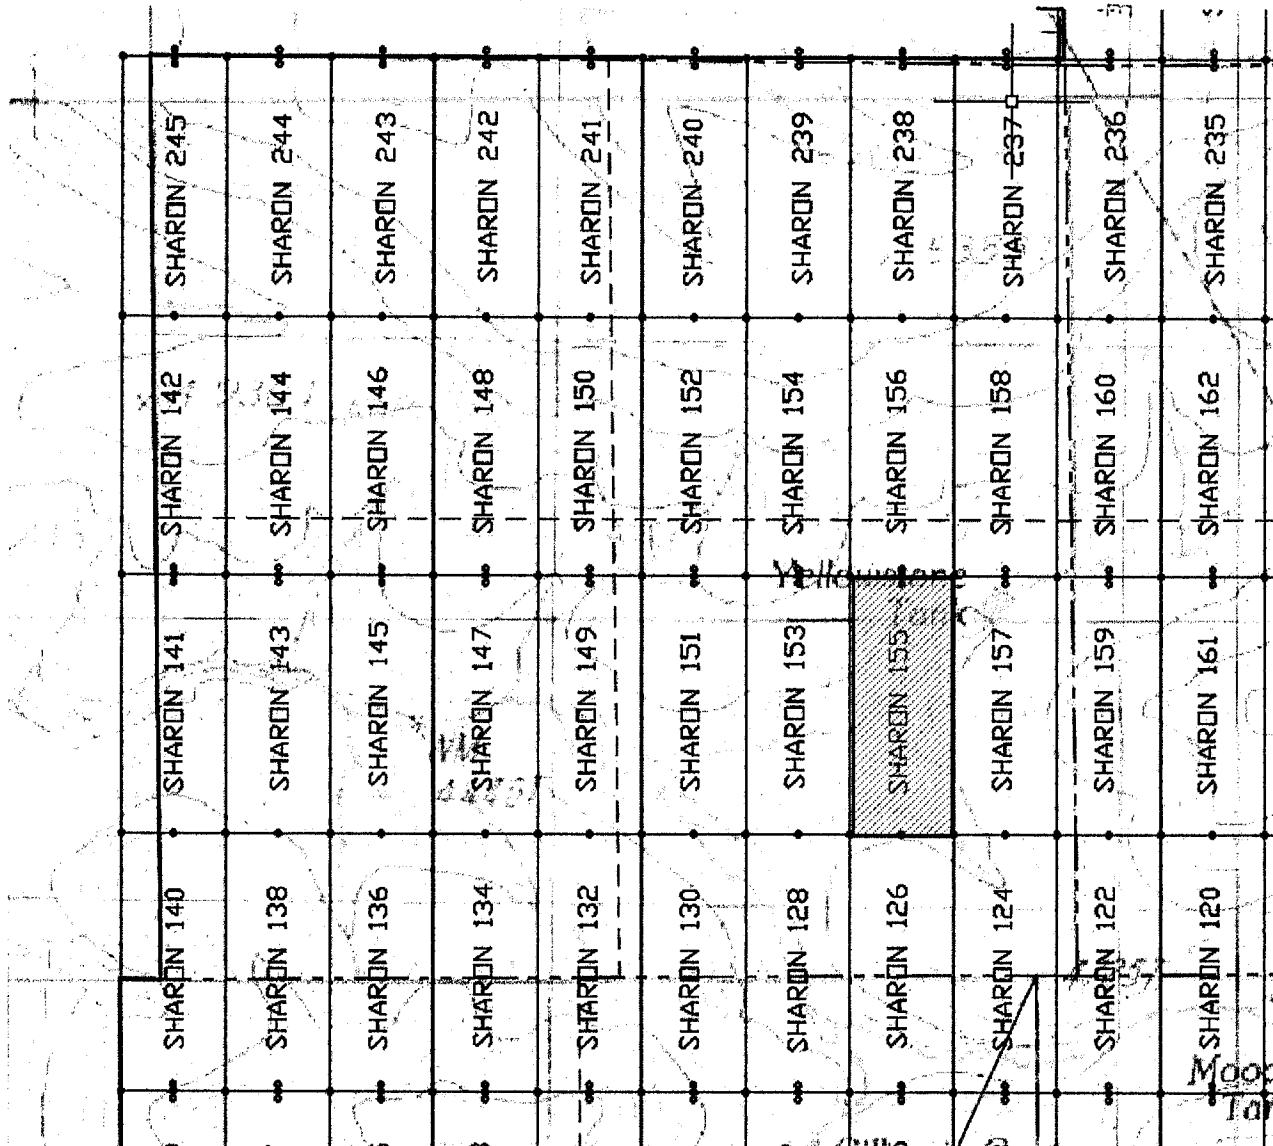 SHARON 245
SHARON 244
SHARON 243
SHARON 242
SHARON 241
SHARON 240
SHARON 239
SHARON 238
SHARON 237
SHARON 236
SHARON 235
SHARON 142
SHARON 144
SHARON 146
SHARON 148
SHARON 150
SHARON 152
SHARON 154
SHARON 156
SHARON 158
SHARON 160
SHARON 162
Yellowstone
SHARON 141
SHARON 143
SHARON 145
SHARON 147
SHARON 149
SHARON 151
SHARON 153
SHARON 155
SHARON 157
SHARON 159
SHARON 161
SHARON 140
SHARON 138
SHARON 136
SHARON 134
SHARON 132
SHARON 130
SHARON 128
SHARON 126
SHARON 124
SHARON 122
SHARON 120